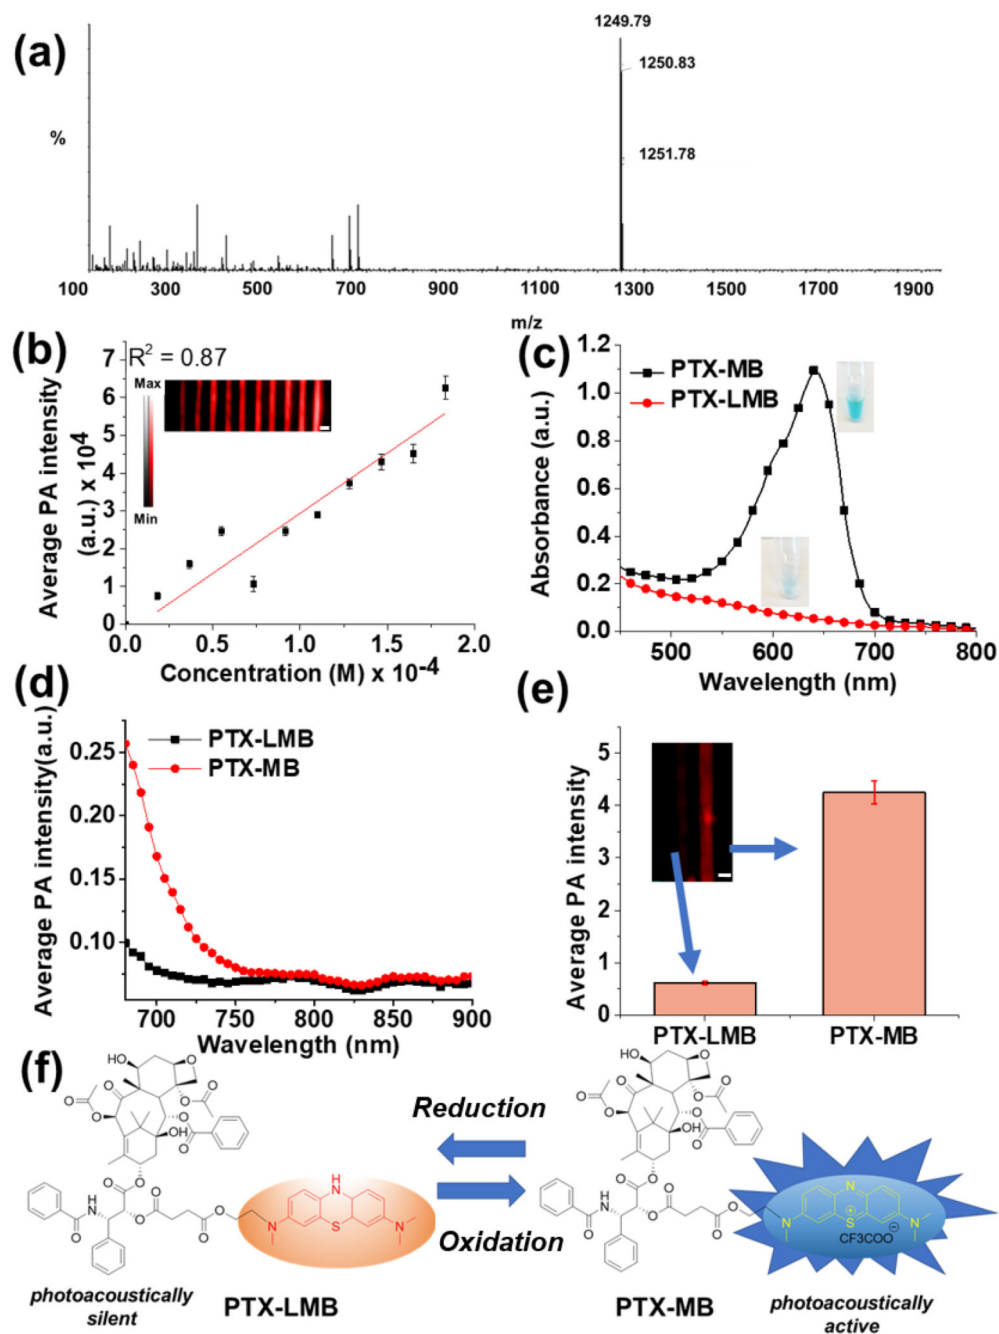 (a)
1249.79
1250.83
1251.78
%
100 300 500 700 900 1100 1300 1500 1700 1900
m/z
(b)
R² = 0.87
Max
Min
7
6
5
4
3
2
1
0
0 0.5 1.0 1.5 2.0
Average PA intensity
(a.u.) x 10⁴
Concentration (M) x 10⁻⁴
(c)
PTX-MB
PTX-LMB
1.2
1.0
0.8
0.6
0.4
0.2
0.0
500 600 700 800
Absorbance (a.u.)
Wavelength (nm)
(d)
PTX-LMB
PTX-MB
0.25
0.20
0.15
0.10
700 750 800 850 900
Average PA intensity(a.u.)
Wavelength (nm)
(e)
5
4
3
2
1
0
Average PA intensity
PTX-LMB PTX-MB
(f)
Reduction
Oxidation
HO
O
O
O
O
O
O
OH
O
O
O
O
O
NH
O
O
O
O
O
N
H
N
S
N
photoacoustically
silent
PTX-LMB
HO
O
O
O
O
O
O
OH
O
O
O
O
O
NH
O
O
O
O
O
N
N
S
⊕
N
CF3COO⊖
PTX-MB
photoacoustically
active